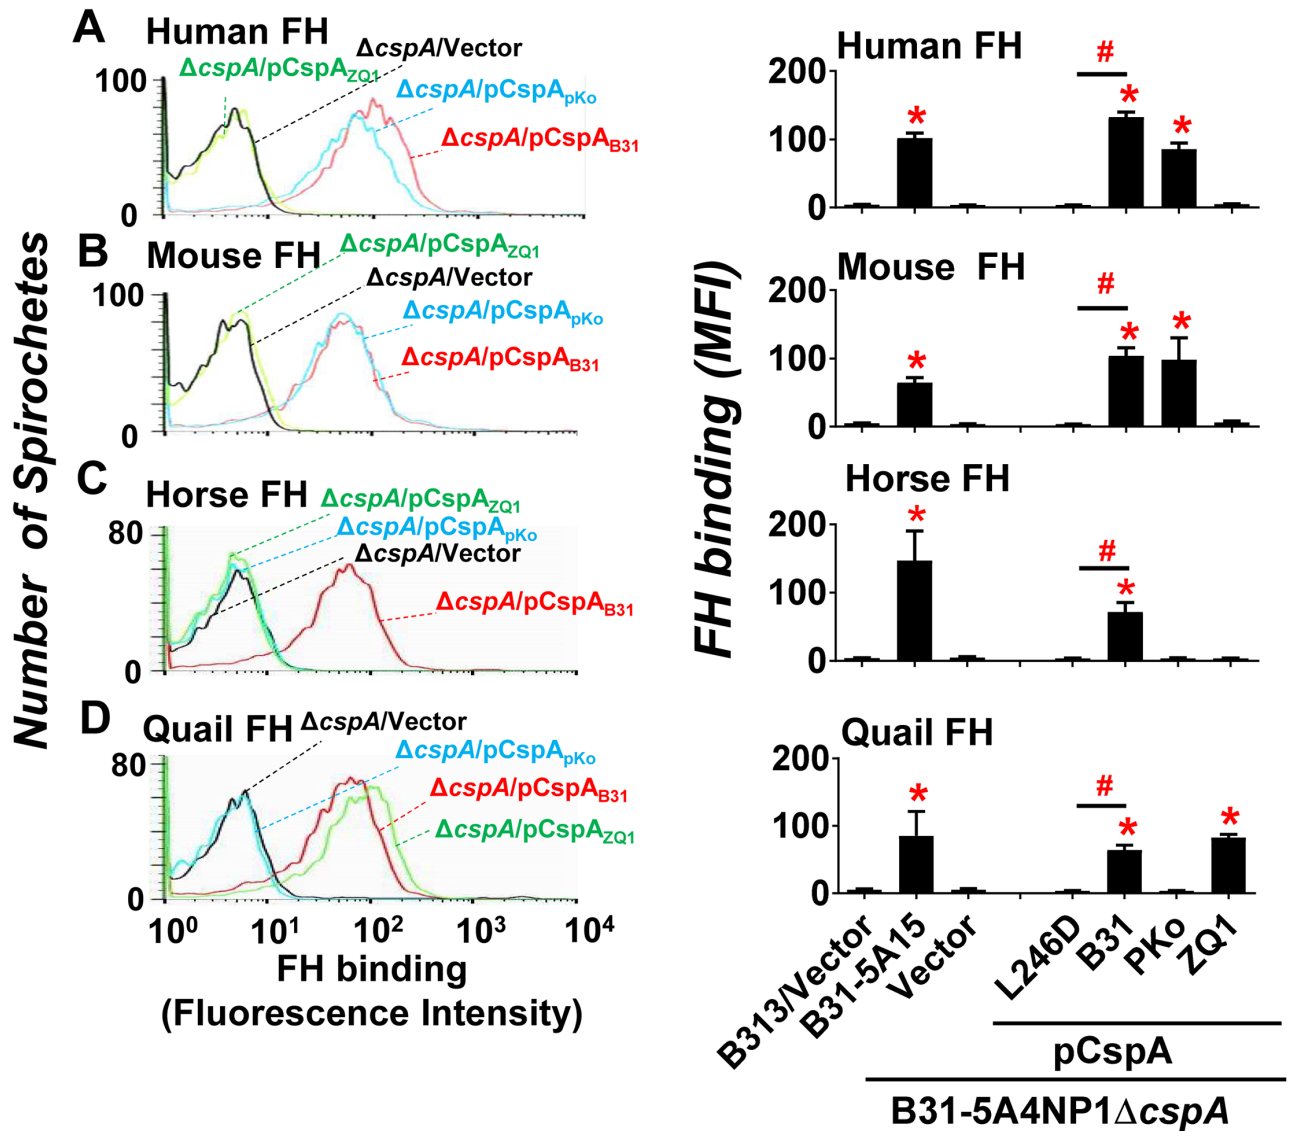 A Human FH
ΔcspA/Vector
ΔcspA/pCspAZQ1
ΔcspA/pCspApKo
ΔcspA/pCspAB31
100
0
B Mouse FH
ΔcspA/pCspAZQ1
ΔcspA/Vector
ΔcspA/pCspApKo
ΔcspA/pCspAB31
100
0
C Horse FH
ΔcspA/pCspAZQ1
ΔcspA/pCspApKo
ΔcspA/Vector
ΔcspA/pCspAB31
80
0
D Quail FH
ΔcspA/Vector
ΔcspA/pCspApKo
ΔcspA/pCspAB31
ΔcspA/pCspAZQ1
80
0
10⁰ 10¹ 10² 10³ 10⁴
FH binding
(Fluorescence Intensity)
Number of Spirochetes
Human FH
200
100
0
* # * *
Mouse FH
200
100
0
* # * *
Horse FH
200
100
0
* # *
Quail FH
200
100
0
* # * *
FH binding (MFI)
B313/Vector
B31-5A15
Vector
L246D
B31
PKo
ZQ1
pCspA
B31-5A4NP1ΔcspA